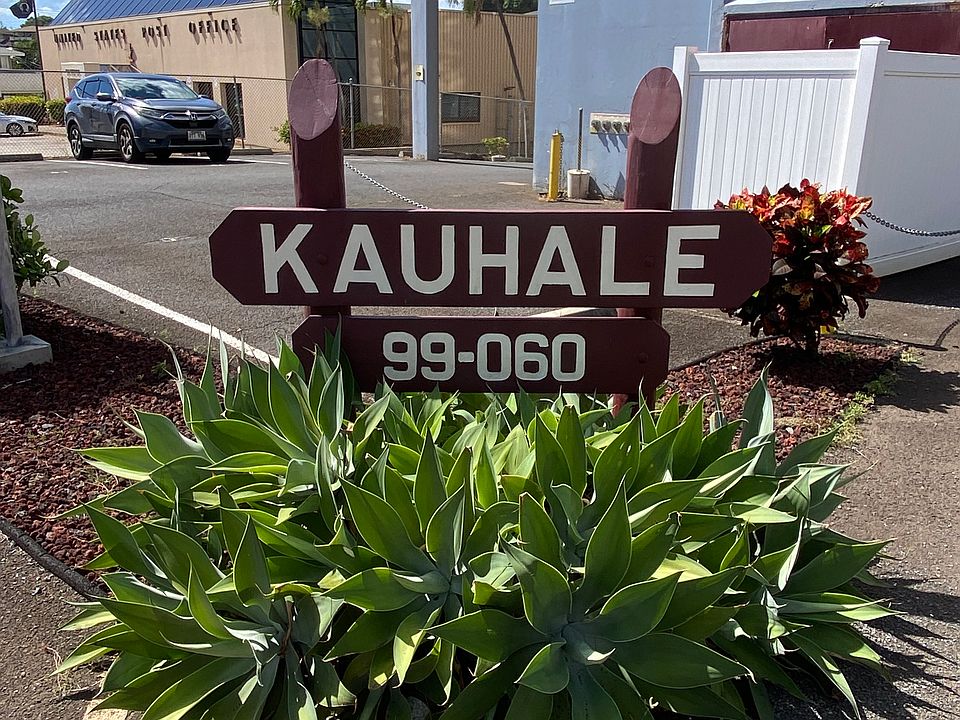 UNITED STATES POST OFFICE
KAUHALE
99-060